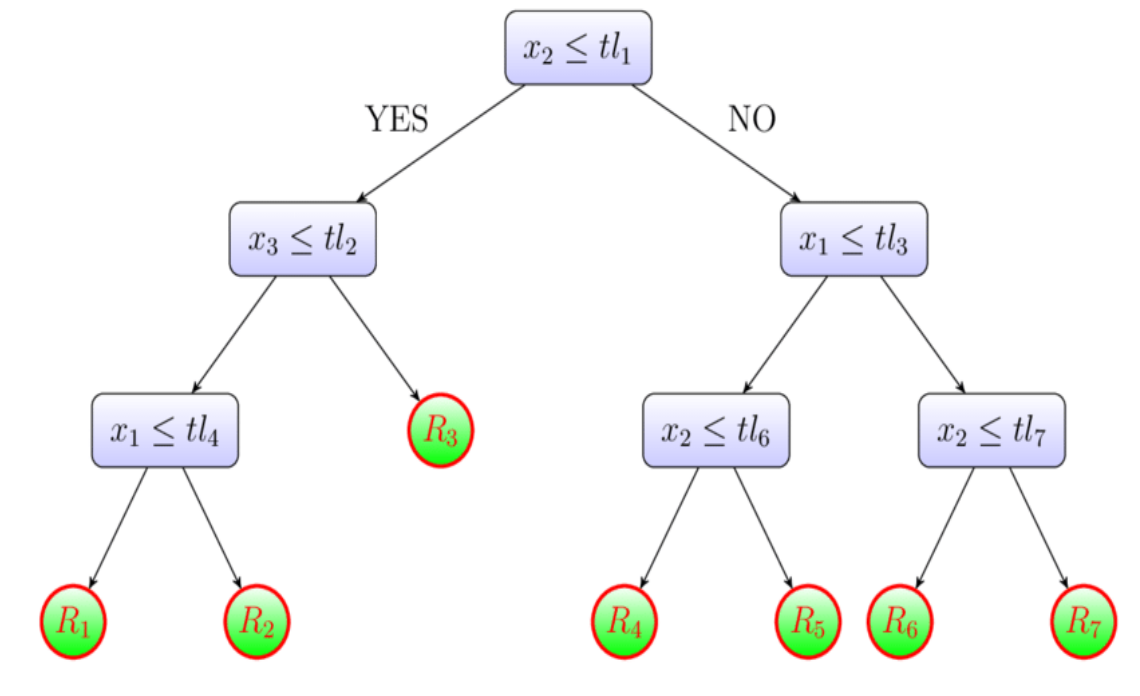 x₂ ≤ tl₁
YES NO
x₃ ≤ tl₂ x₁ ≤ tl₃
x₁ ≤ tl₄ R₃ x₂ ≤ tl₆ x₂ ≤ tl₇
R₁ R₂ R₄ R₅ R₆ R₇